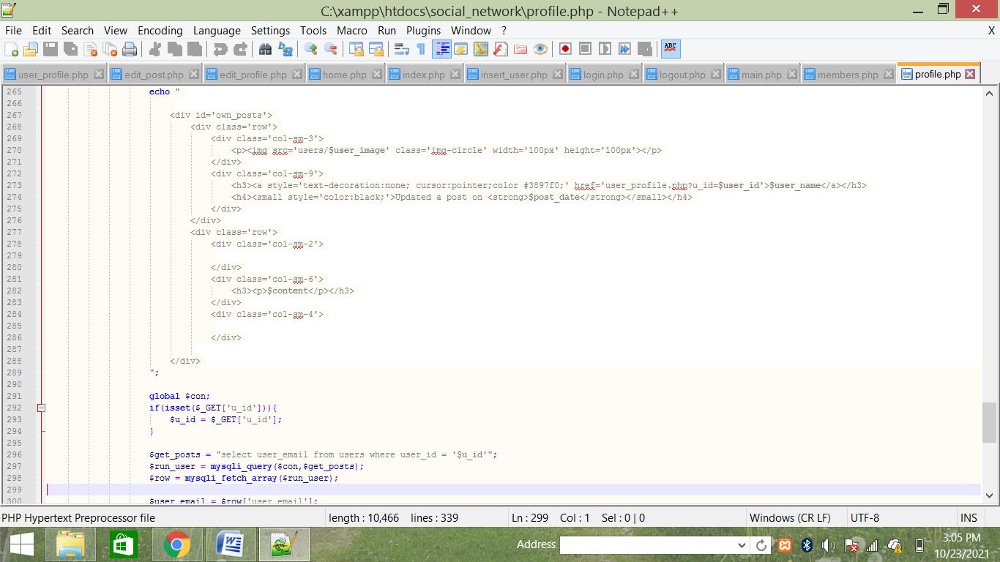 C:\xampp\htdocs\social_network\profile.php - Notepad++
File Edit Search View Encoding Language Settings Tools Macro Run Plugins Window ? X
ABC
user_profile.php edit_post.php edit_profile.php home.php index.php insert_user.php login.php logout.php main.php members.php profile.php
265 echo "
266
267 <div id='own_posts'>
268 <div class='row'>
269 <div class='col-sm-3'>
270 <p><img src='users/$user_image' class='img-circle' width='100px' height='100px'></p>
271 </div>
272 <div class='col-sm-9'>
273 <h3><a style='text-decoration:none; cursor:pointer;color #3897f0;' href='user_profile.php?u_id=$user_id'>$user_name</a></h3>
274 <h4><small style='color:black;'>Updated a post on <strong>$post_date</strong></small></h4>
275 </div>
276 </div>
277 <div class='row'>
278 <div class='col-sm-2'>
279
280 </div>
281 <div class='col-sm-6'>
282 <h3><p>$content</p></h3>
283 </div>
284 <div class='col-sm-4'>
285
286 </div>
287
288 </div>
289 ";
290
291 global $con;
292 if(isset($_GET['u_id'])){
293 $u_id = $_GET['u_id'];
294 }
295
296 $get_posts = "select user_email from users where user_id = '$u_id'";
297 $run_user = mysqli_query($con,$get_posts);
298 $row = mysqli_fetch_array($run_user);
299
300 $user_email = $row['user_email'];
PHP Hypertext Preprocessor file length : 10,466 lines : 339 Ln : 299 Col : 1 Sel : 0 | 0 Windows (CR LF) UTF-8 INS
Address 3:05 PM
10/23/2021